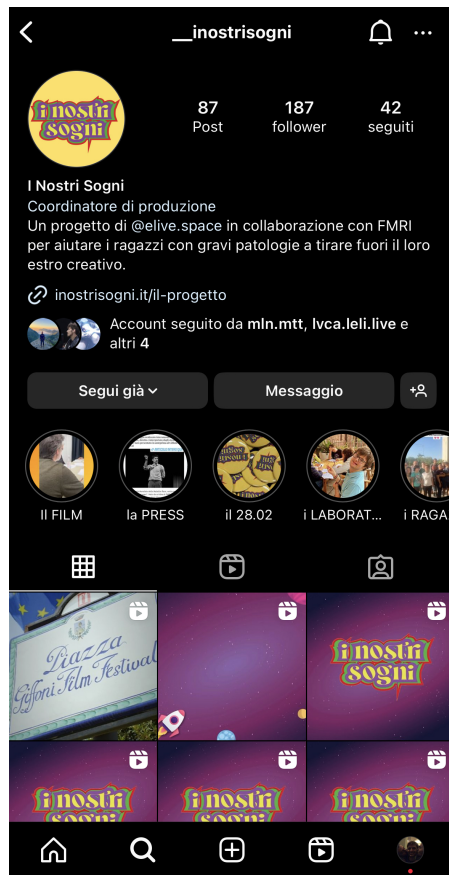 __inostrisogni
i nostri
sogni
87
Post
187
follower
42
seguiti
I Nostri Sogni
Coordinatore di produzione
Un progetto di @elive.space in collaborazione con FMRI
per aiutare i ragazzi con gravi patologie a tirare fuori il loro
estro creativo.
inostrisogni.it/il-progetto
Account seguito da mln.mtt, lvca.leli.live e
altri 4
Segui già
Messaggio
Il FILM
la PRESS
il 28.02
i LABORAT...
i RAGA
Piazza
Giffoni Film Festival
i nostri
sogni
i nostri
sogni
i nostri
sogni
i nostri
sogni